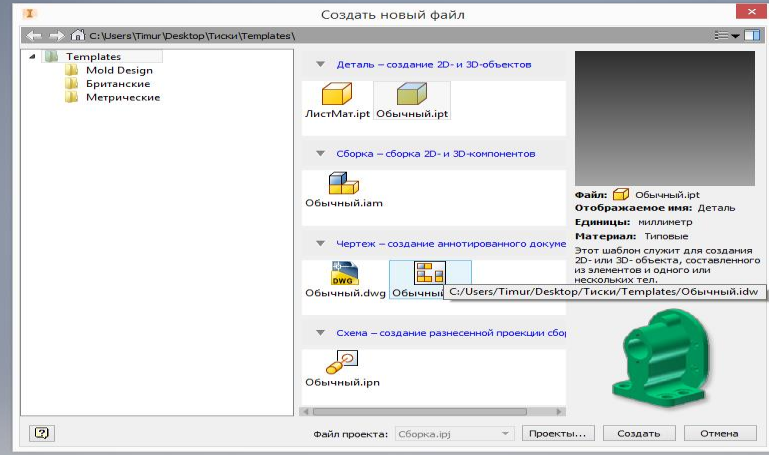 Создать новый файл
C:\Users\Timur\Desktop\Тиски\Templates\
Templates
Mold Design
Британские
Метрические
Деталь – создание 2D- и 3D-объектов
ЛистМат.ipt Обычный.ipt
Сборка – сборка 2D- и 3D-компонентов
Обычный.iam
Чертеж – создание аннотированного докуме
DWG
Обычный.dwg Обычный
C:/Users/Timur/Desktop/Тиски/Templates/Обычный.idw
Схема – создание разнесенной проекции сбор
Обычный.ipn
Файл: Обычный.ipt
Отображаемое имя: Деталь
Единицы: миллиметр
Материал: Типовые
Этот шаблон служит для создания
2D- или 3D- объекта, составленного
из элементов и одного или
нескольких тел.
Файл проекта: Сборка.ipj Проекты... Создать Отмена